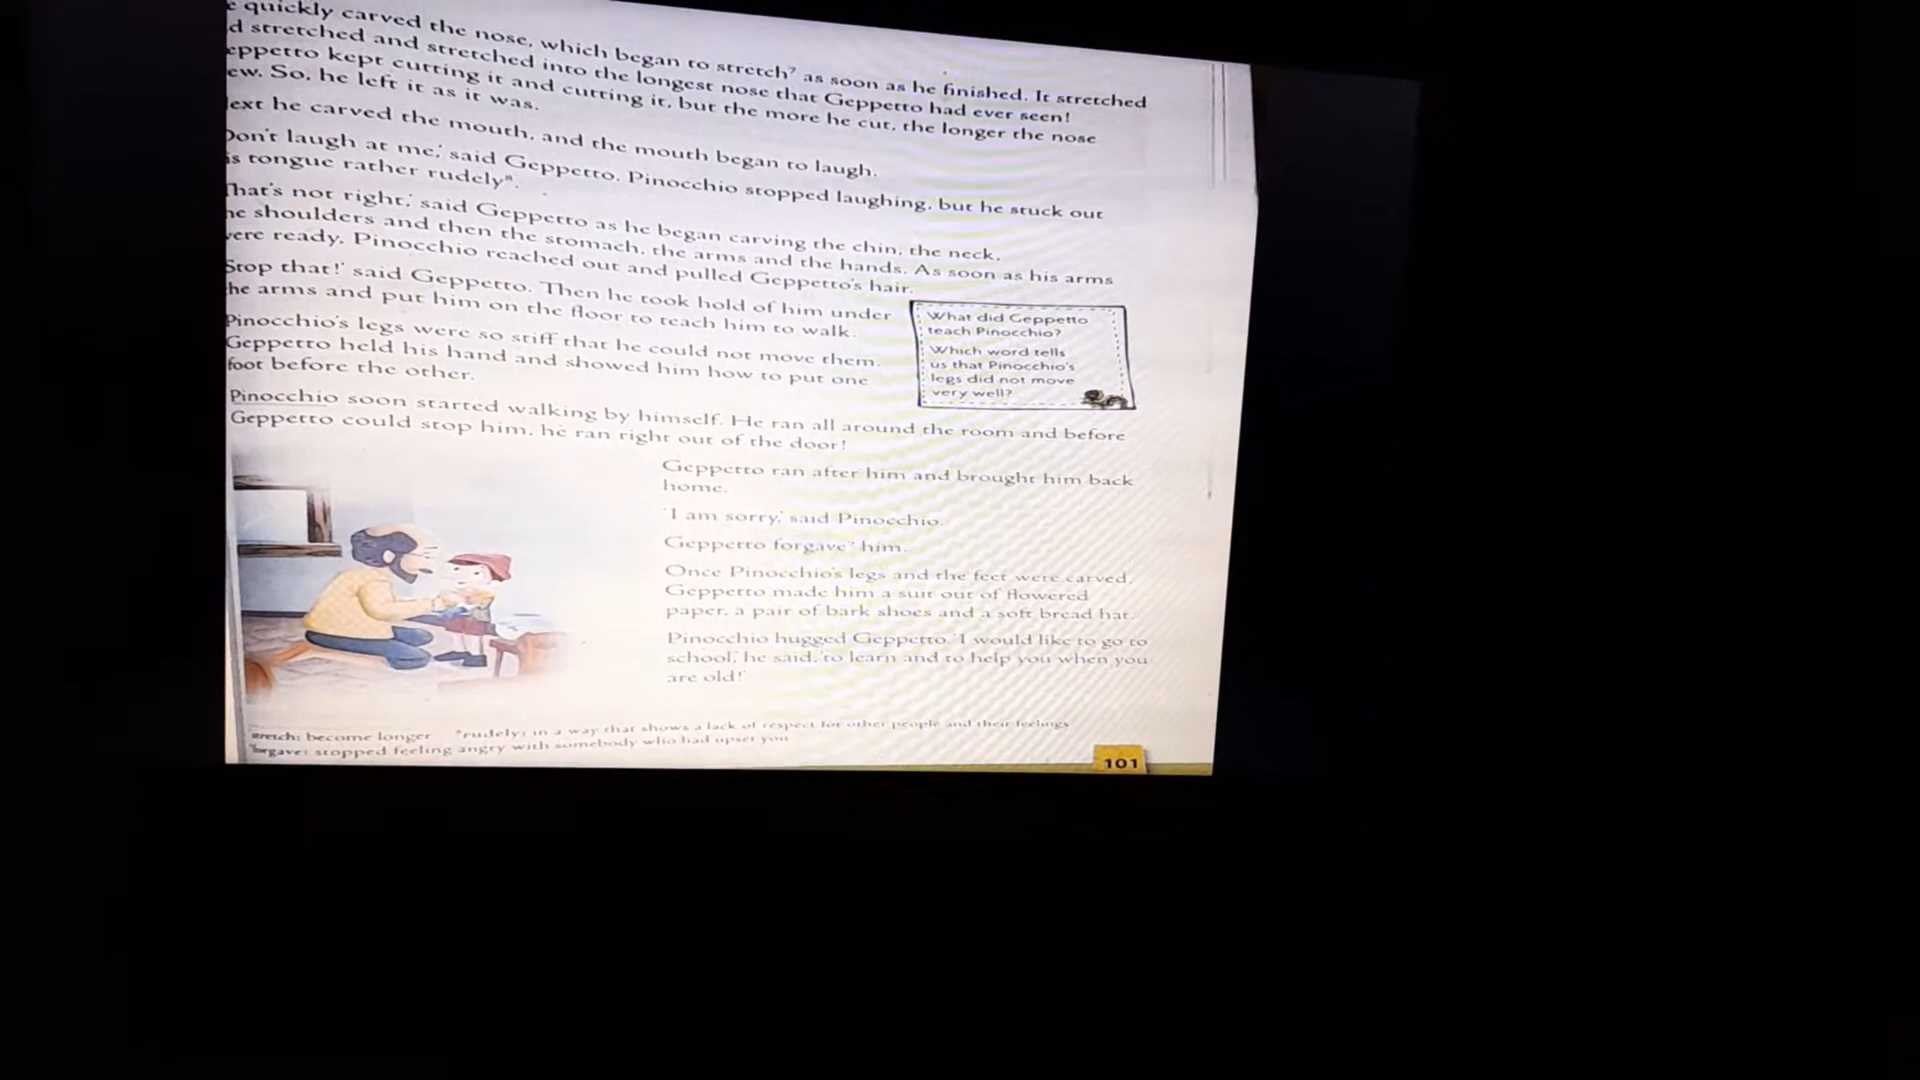 quickly carved the nose, which began to stretch⁷ as soon as he finished. It stretched
d stretched and stretched into the longest nose that Geppetto had ever seen!
eppetto kept cutting it and cutting it, but the more he cut, the longer the nose
ew. So, he left it as it was.
ext he carved the mouth, and the mouth began to laugh.
Don't laugh at me,' said Geppetto. Pinocchio stopped laughing, but he stuck out
is tongue rather rudely⁸.
That's not right,' said Geppetto as he began carving the chin, the neck,
he shoulders and then the stomach, the arms and the hands. As soon as his arms
were ready, Pinocchio reached out and pulled Geppetto's hair.
Stop that!' said Geppetto. Then he took hold of him under
he arms and put him on the floor to teach him to walk.
Pinocchio's legs were so stiff that he could not move them.
Geppetto held his hand and showed him how to put one
foot before the other.
What did Geppetto
teach Pinocchio?
Which word tells
us that Pinocchio's
legs did not move
very well?
Pinocchio soon started walking by himself. He ran all around the room and before
Geppetto could stop him, he ran right out of the door!
Geppetto ran after him and brought him back
home.
'I am sorry,' said Pinocchio.
Geppetto forgave⁹ him.
Once Pinocchio's legs and the feet were carved,
Geppetto made him a suit out of flowered
paper, a pair of bark shoes and a soft bread hat.
Pinocchio hugged Geppetto. 'I would like to go to
school,' he said, 'to learn and to help you when you
are old!'
stretch: become longer ⁸rudely: in a way that shows a lack of respect for other people and their feelings
forgave: stopped feeling angry with somebody who had upset you
101